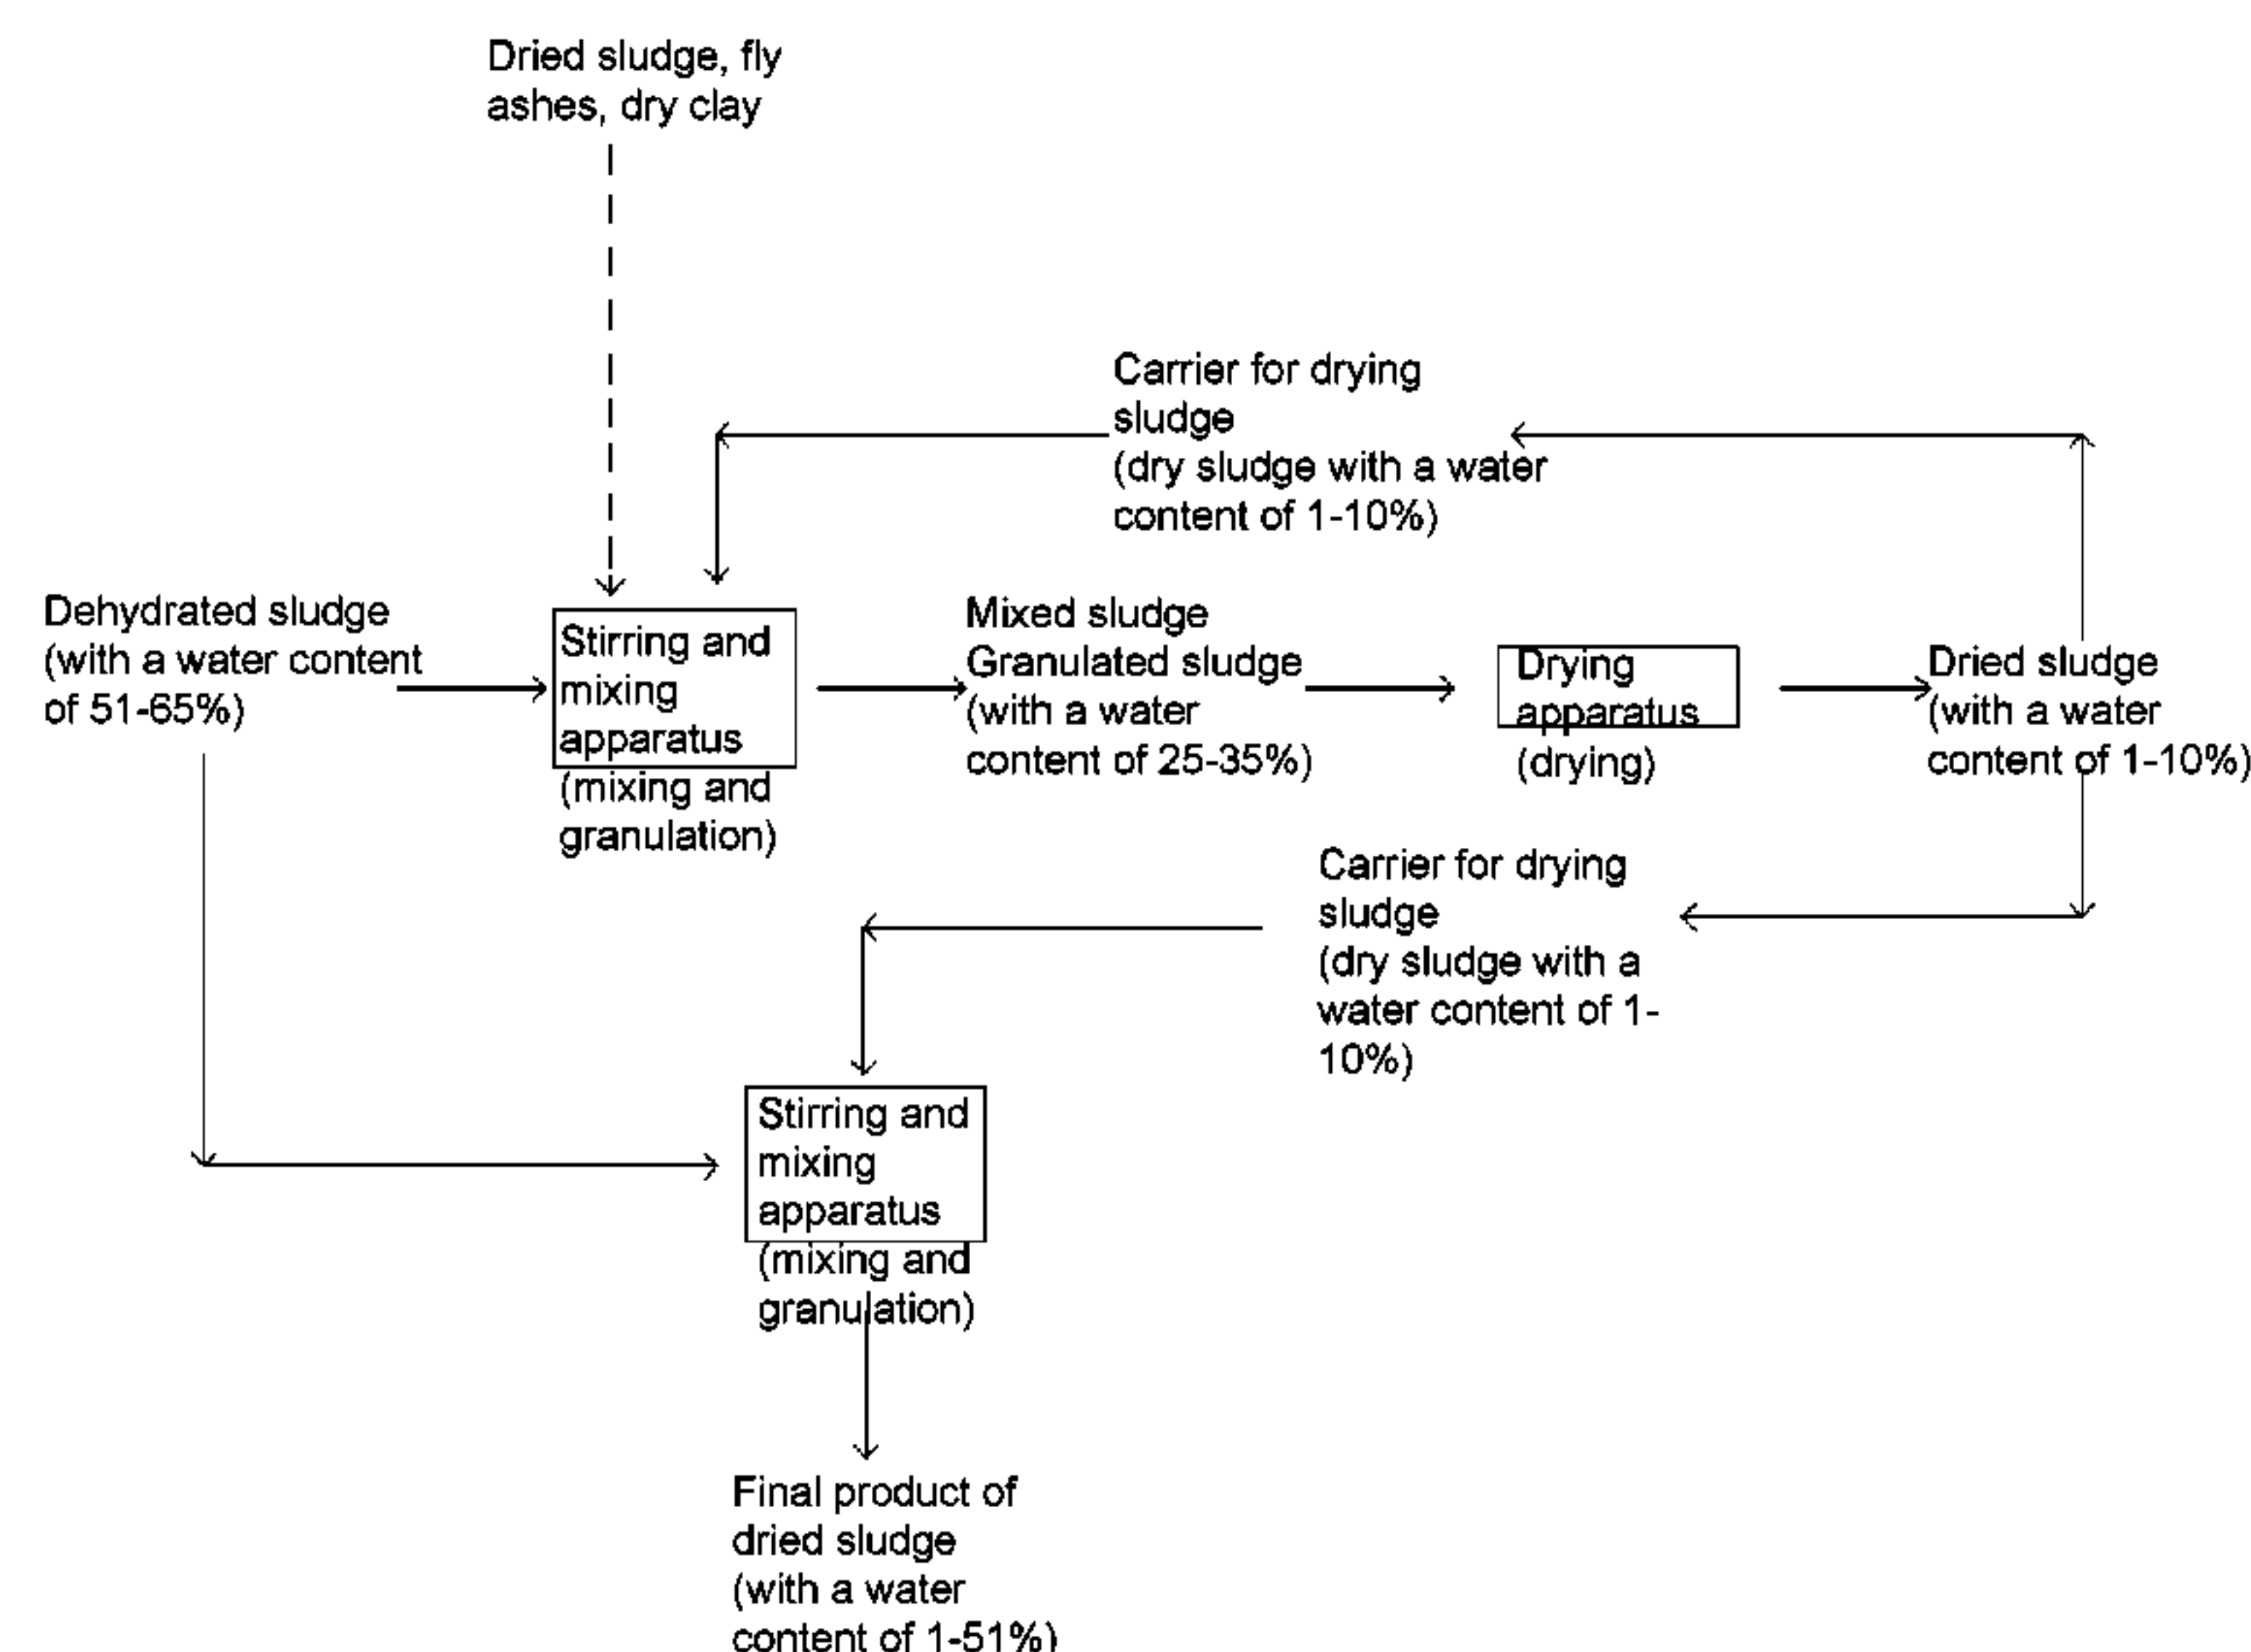 Dried sludge, fly
ashes, dry clay
Carrier for drying
sludge
(dry sludge with a water
content of 1-10%)
Dehydrated sludge
(with a water content
of 51-65%)
Stirring and
mixing
apparatus
(mixing and
granulation)
Mixed sludge
Granulated sludge
(with a water
content of 25-35%)
Drying
apparatus
(drying)
Dried sludge
(with a water
content of 1-10%)
Carrier for drying
sludge
(dry sludge with a
water content of 1-
10%)
Stirring and
mixing
apparatus
(mixing and
granulation)
Final product of
dried sludge
(with a water
content of 1-51%)